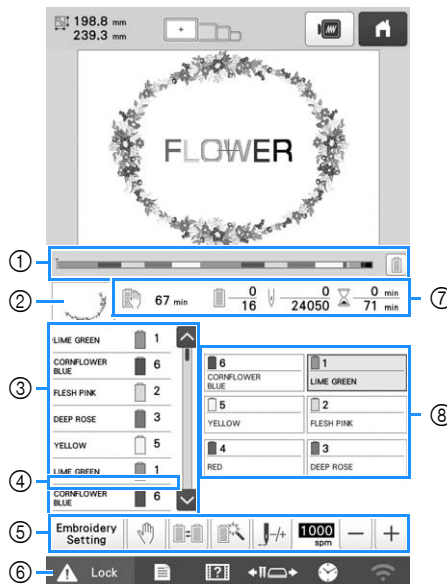 198.8 mm
239.3 mm
FLOWER
①
②
67 min
0
16
0
24050
0 min
71 min
⑦
③
LIME GREEN 1
CORNFLOWER
BLUE 6
FLESH PINK 2
DEEP ROSE 3
YELLOW 5
LIME GREEN 1
CORNFLOWER
BLUE 6
④
6
CORNFLOWER
BLUE
1
LIME GREEN
5
YELLOW
2
FLESH PINK
4
RED
3
DEEP ROSE
⑧
⑤
Embroidery
Setting
1000
spm
⑥
Lock